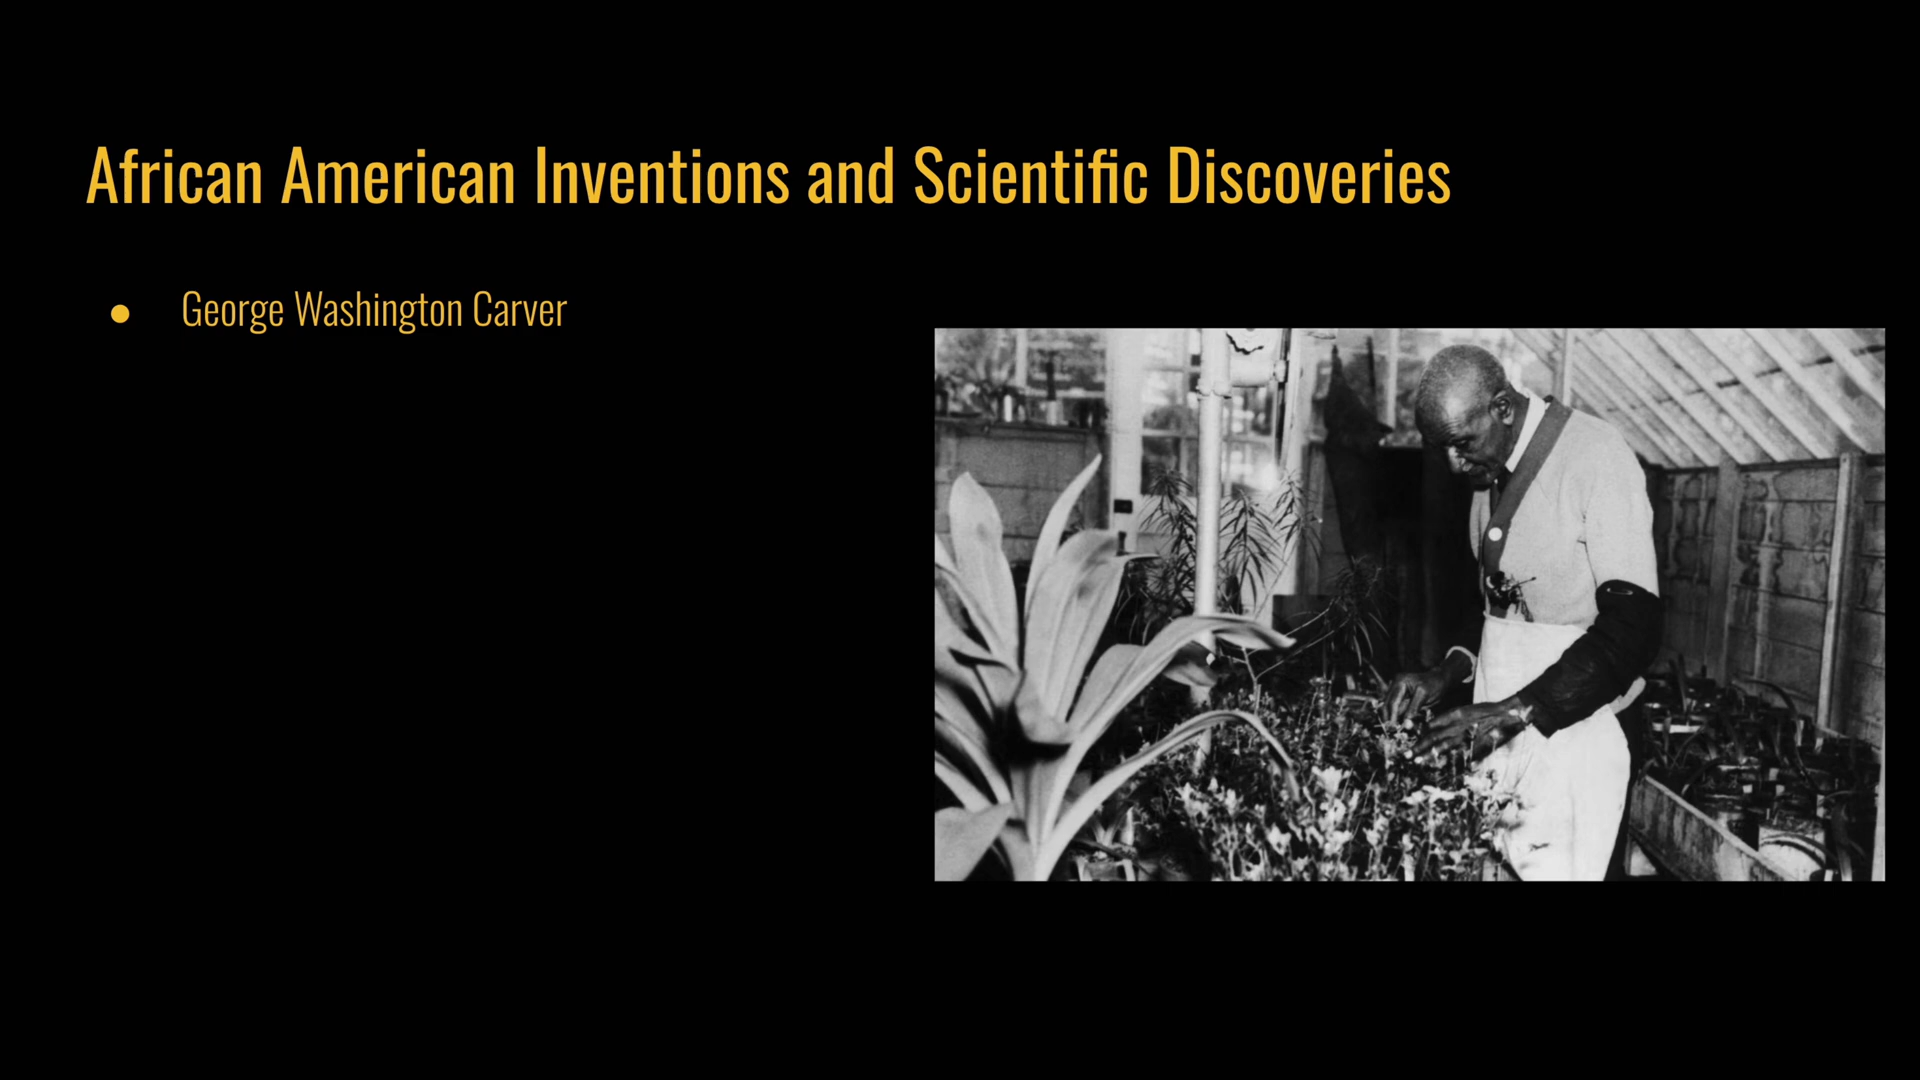 African American Inventions and Scientific Discoveries
● George Washington Carver